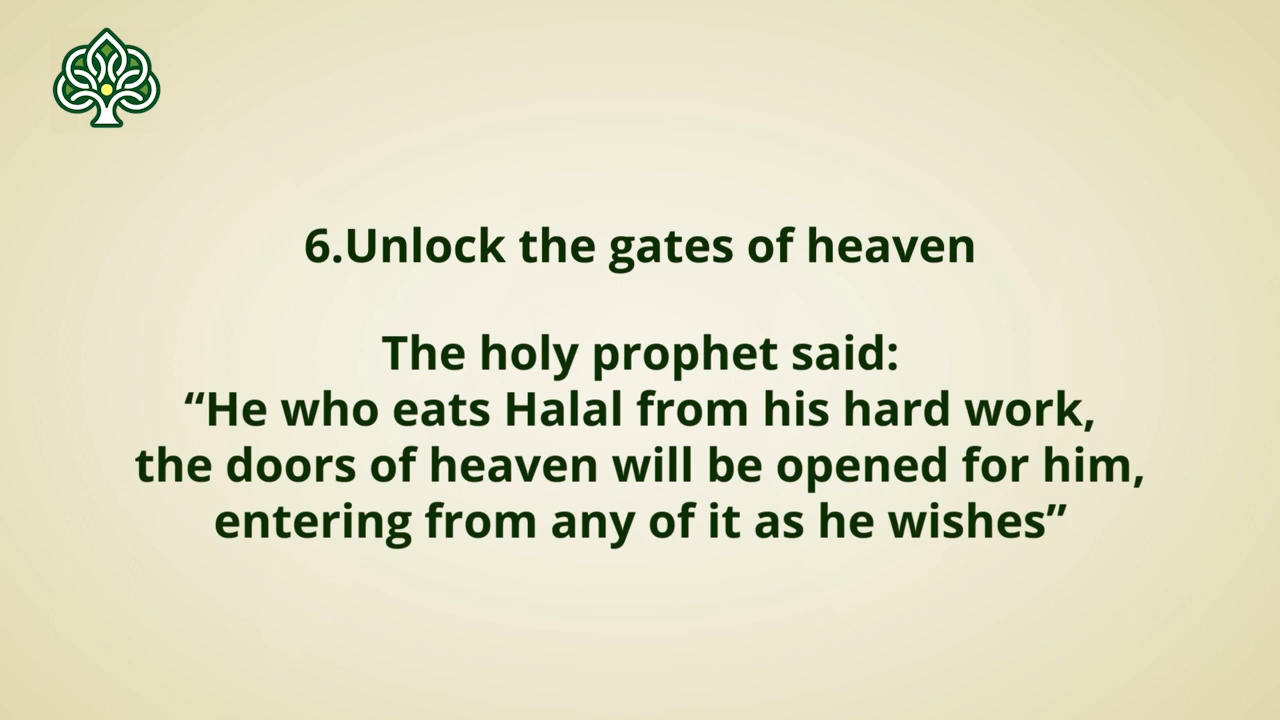 6.Unlock the gates of heaven
The holy prophet said:
“He who eats Halal from his hard work,
the doors of heaven will be opened for him,
entering from any of it as he wishes”